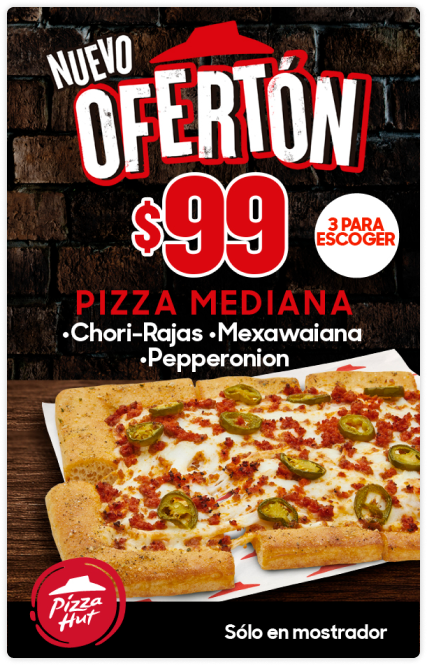 NUEVO
OFERTÓN
$99
3 PARA
ESCOGER
PIZZA MEDIANA
•Chori-Rajas •Mexawaiana
•Pepperonion
Pizza
Hut
Sólo en mostrador